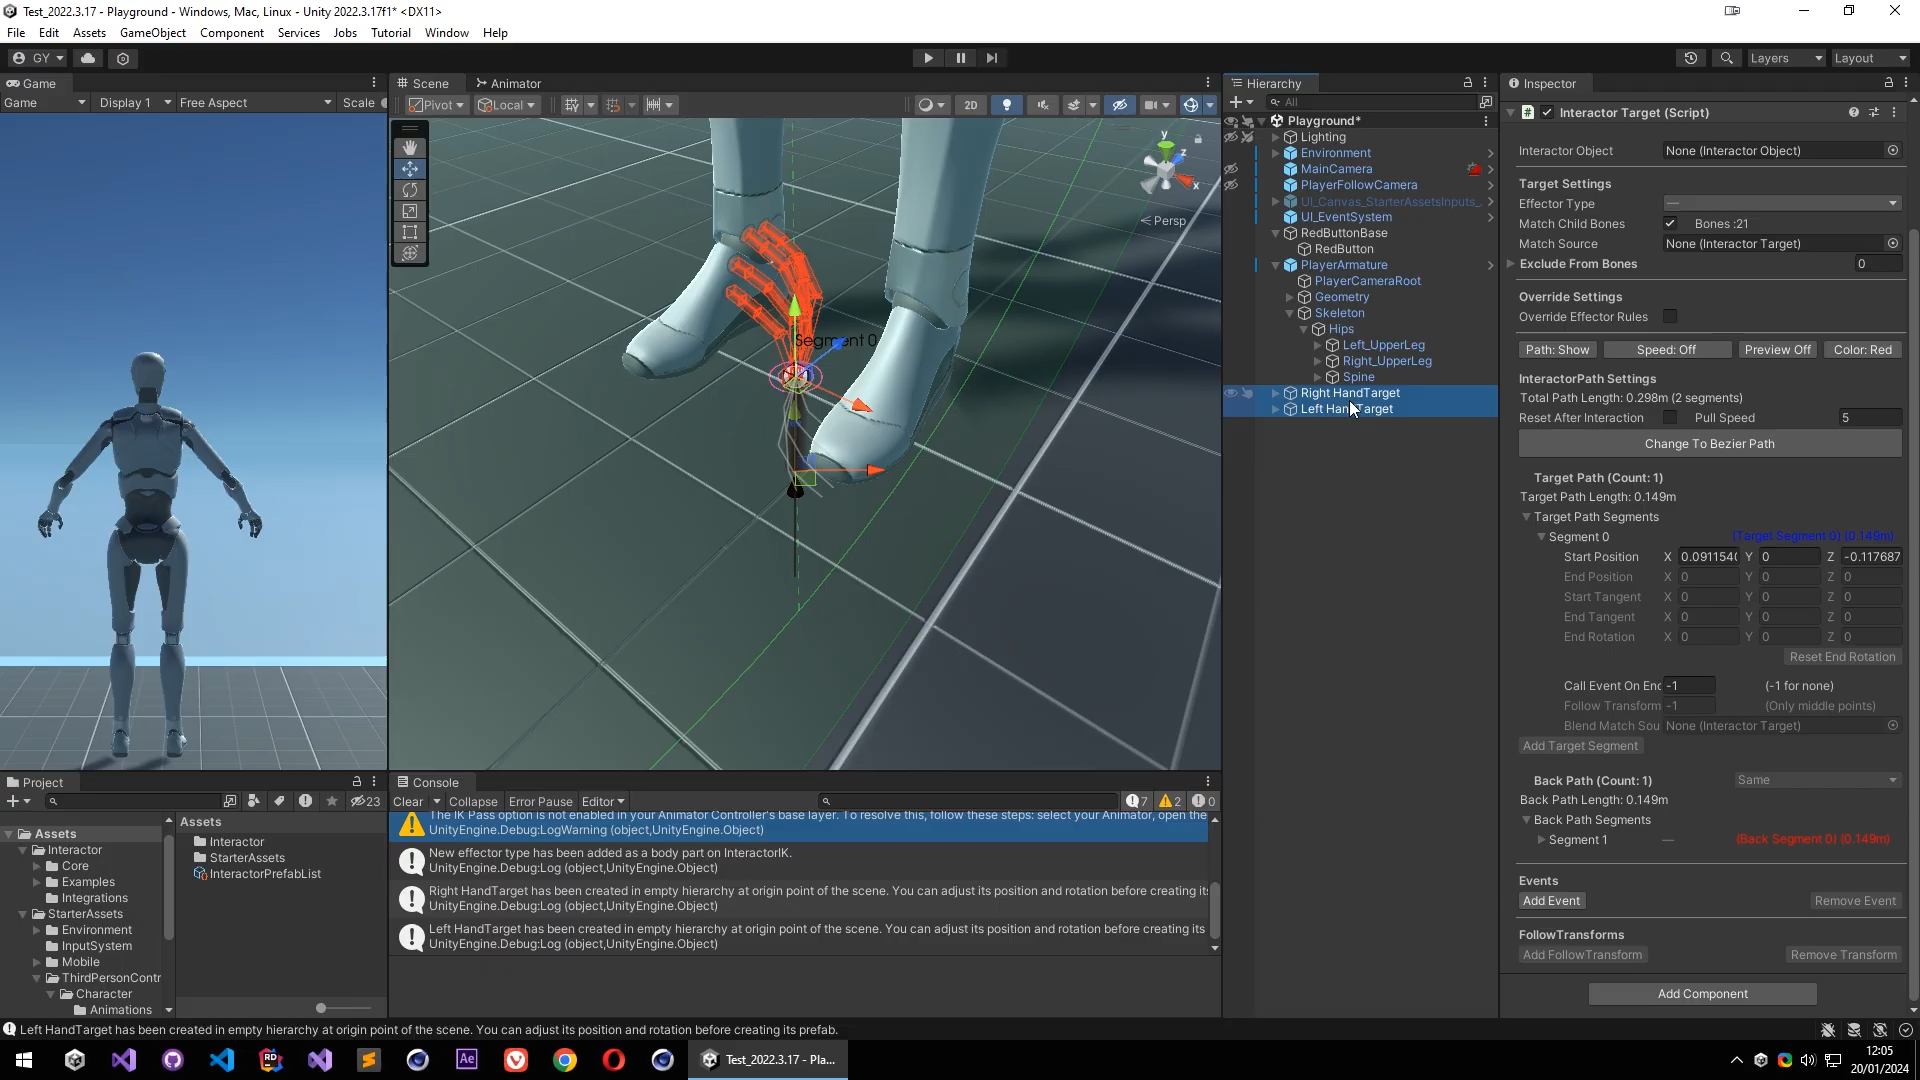 Test_2022.3.17 - Playground - Windows, Mac, Linux - Unity 2022.3.17f1* <DX11>
File Edit Assets GameObject Component Services Jobs Tutorial Window Help
GY Layers Layout
Game
Game Display 1 Free Aspect Scale
Scene Animator
Pivot Local 2D
y
z
x
Persp
Segment 0
Hierarchy
All
Playground*
Lighting
Environment
MainCamera
PlayerFollowCamera
UI_Canvas_StarterAssetsInputs_
UI_EventSystem
RedButtonBase
RedButton
PlayerArmature
PlayerCameraRoot
Geometry
Skeleton
Hips
Left_UpperLeg
Right_UpperLeg
Spine
Right HandTarget
Left HandTarget
Inspector
Interactor Target (Script)
Interactor Object None (Interactor Object)
Target Settings
Effector Type —
Match Child Bones Bones :21
Match Source None (Interactor Target)
Exclude From Bones 0
Override Settings
Override Effector Rules
Path: Show Speed: Off Preview Off Color: Red
InteractorPath Settings
Total Path Length: 0.298m (2 segments)
Reset After Interaction Pull Speed 5
Change To Bezier Path
Target Path (Count: 1)
Target Path Length: 0.149m
Target Path Segments
Segment 0 (Target Segment 0) (0.149m)
Start Position X 0.091154( Y 0 Z -0.117687
End Position X 0 Y 0 Z 0
Start Tangent X 0 Y 0 Z 0
End Tangent X 0 Y 0 Z 0
End Rotation X 0 Y 0 Z 0
Reset End Rotation
Call Event On End -1 (-1 for none)
Follow Transform -1 (Only middle points)
Blend Match Sou None (Interactor Target)
Add Target Segment
Back Path (Count: 1) Same
Back Path Length: 0.149m
Back Path Segments
Segment 1 — (Back Segment 0) (0.149m)
Events
Add Event Remove Event
FollowTransforms
Add FollowTransform Remove Transform
Add Component
Project
23
Assets
Interactor
Core
Examples
Integrations
StarterAssets
Environment
InputSystem
Mobile
ThirdPersonContr
Character
Animations
Assets
Interactor
StarterAssets
InteractorPrefabList
Console
Clear Collapse Error Pause Editor 7 2 0
The IK Pass option is not enabled in your Animator Controller's base layer. To resolve this, follow these steps: select your Animator, open the
UnityEngine.Debug:LogWarning (object,UnityEngine.Object)
New effector type has been added as a body part on InteractorIK.
UnityEngine.Debug:Log (object,UnityEngine.Object)
Right HandTarget has been created in empty hierarchy at origin point of the scene. You can adjust its position and rotation before creating its
UnityEngine.Debug:Log (object,UnityEngine.Object)
Left HandTarget has been created in empty hierarchy at origin point of the scene. You can adjust its position and rotation before creating its
UnityEngine.Debug:Log (object,UnityEngine.Object)
Left HandTarget has been created in empty hierarchy at origin point of the scene. You can adjust its position and rotation before creating its prefab.
RD Ae Test_2022.3.17 - Pla...
12:05
20/01/2024